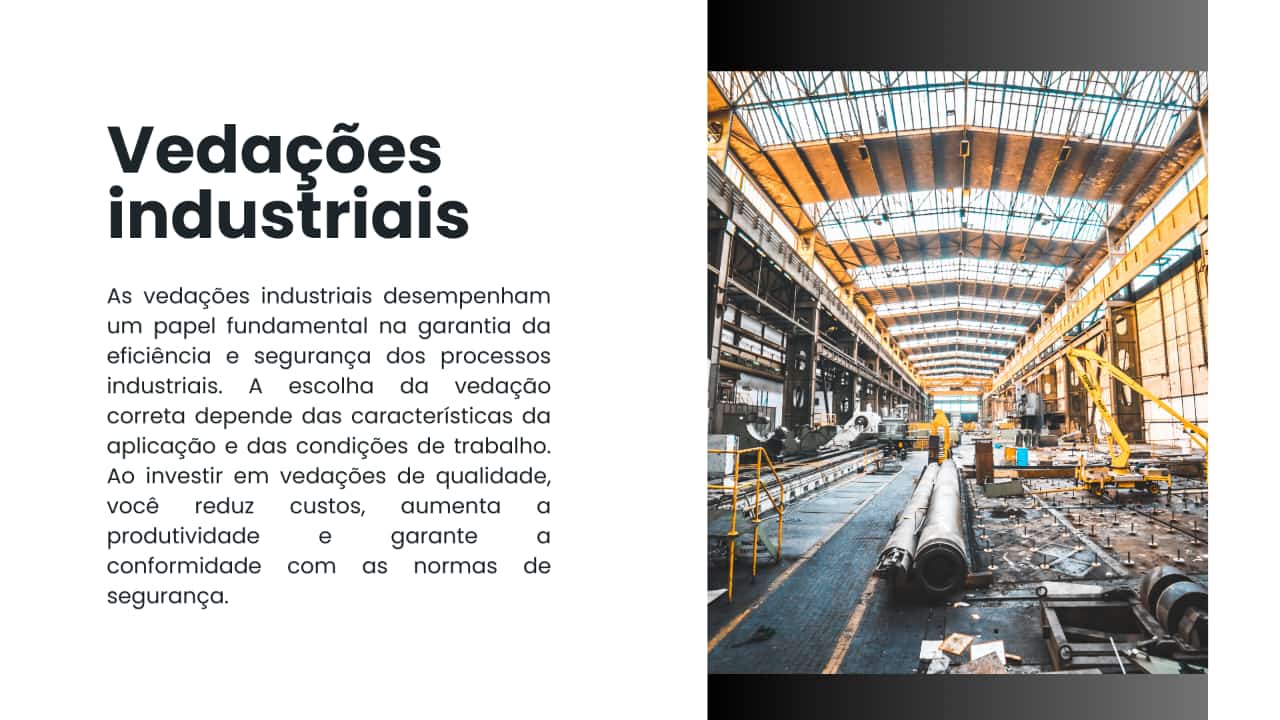 Vedações
industriais
As vedações industriais desempenham
um papel fundamental na garantia da
eficiência e segurança dos processos
industriais. A escolha da vedação
correta depende das características da
aplicação e das condições de trabalho.
Ao investir em vedações de qualidade,
você reduz custos, aumenta a
produtividade e garante a
conformidade com as normas de
segurança.